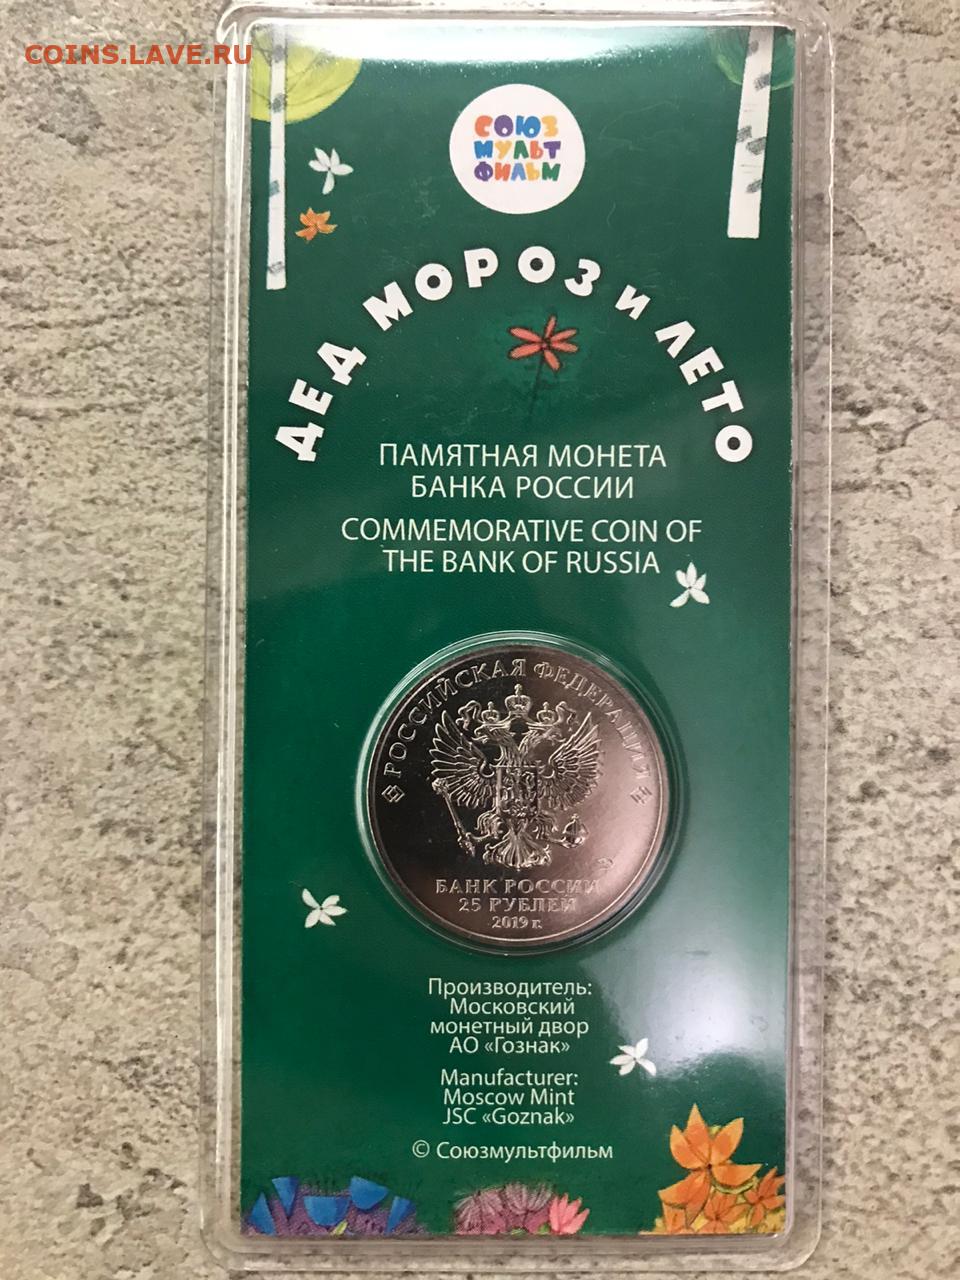 COINS.LAVE.RU
СОЮЗ
МУЛЬТ
ФИЛЬМ
ДЕД МОРОЗ И ЛЕТО
ПАМЯТНАЯ МОНЕТА
БАНКА РОССИИ
COMMEMORATIVE COIN OF
THE BANK OF RUSSIA
РОССИЙСКАЯ ФЕДЕРАЦИЯ
БАНК РОССИИ
25 РУБЛЕЙ
2019 г.
Производитель:
Московский
монетный двор
АО «Гознак»
Manufacturer:
Moscow Mint
JSC «Goznak»
© Союзмультфильм